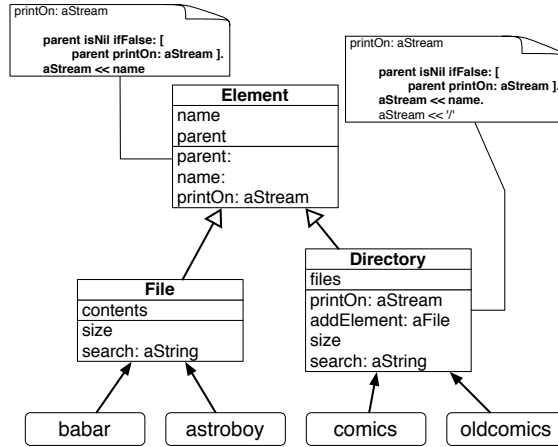 printOn: aStream
parent isNil ifFalse: [
parent printOn: aStream ].
aStream << name
printOn: aStream
parent isNil ifFalse: [
parent printOn: aStream ].
aStream << name.
aStream << '/'
Element
name
parent
parent:
name:
printOn: aStream
File
contents
size
search: aString
Directory
files
printOn: aStream
addElement: aFile
size
search: aString
babar
astroboy
comics
oldcomics